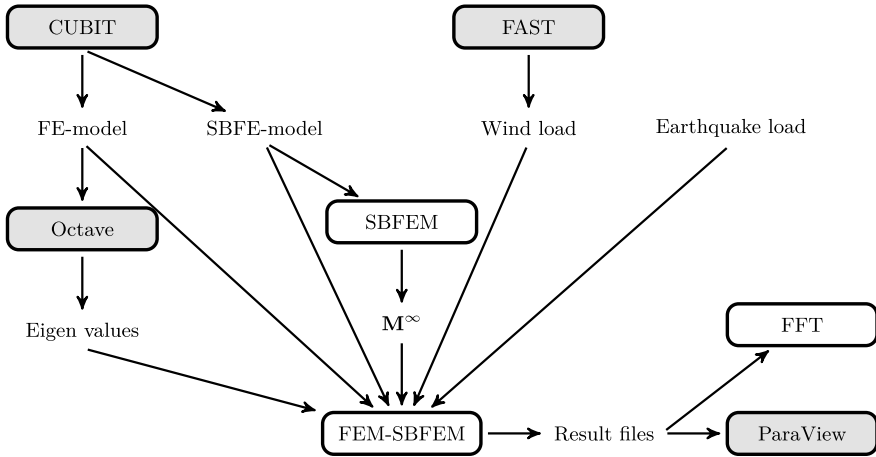 CUBIT
FAST
FE-model
SBFE-model
Wind load
Earthquake load
Octave
SBFEM
Eigen values
M∞
FFT
FEM-SBFEM
Result files
ParaView